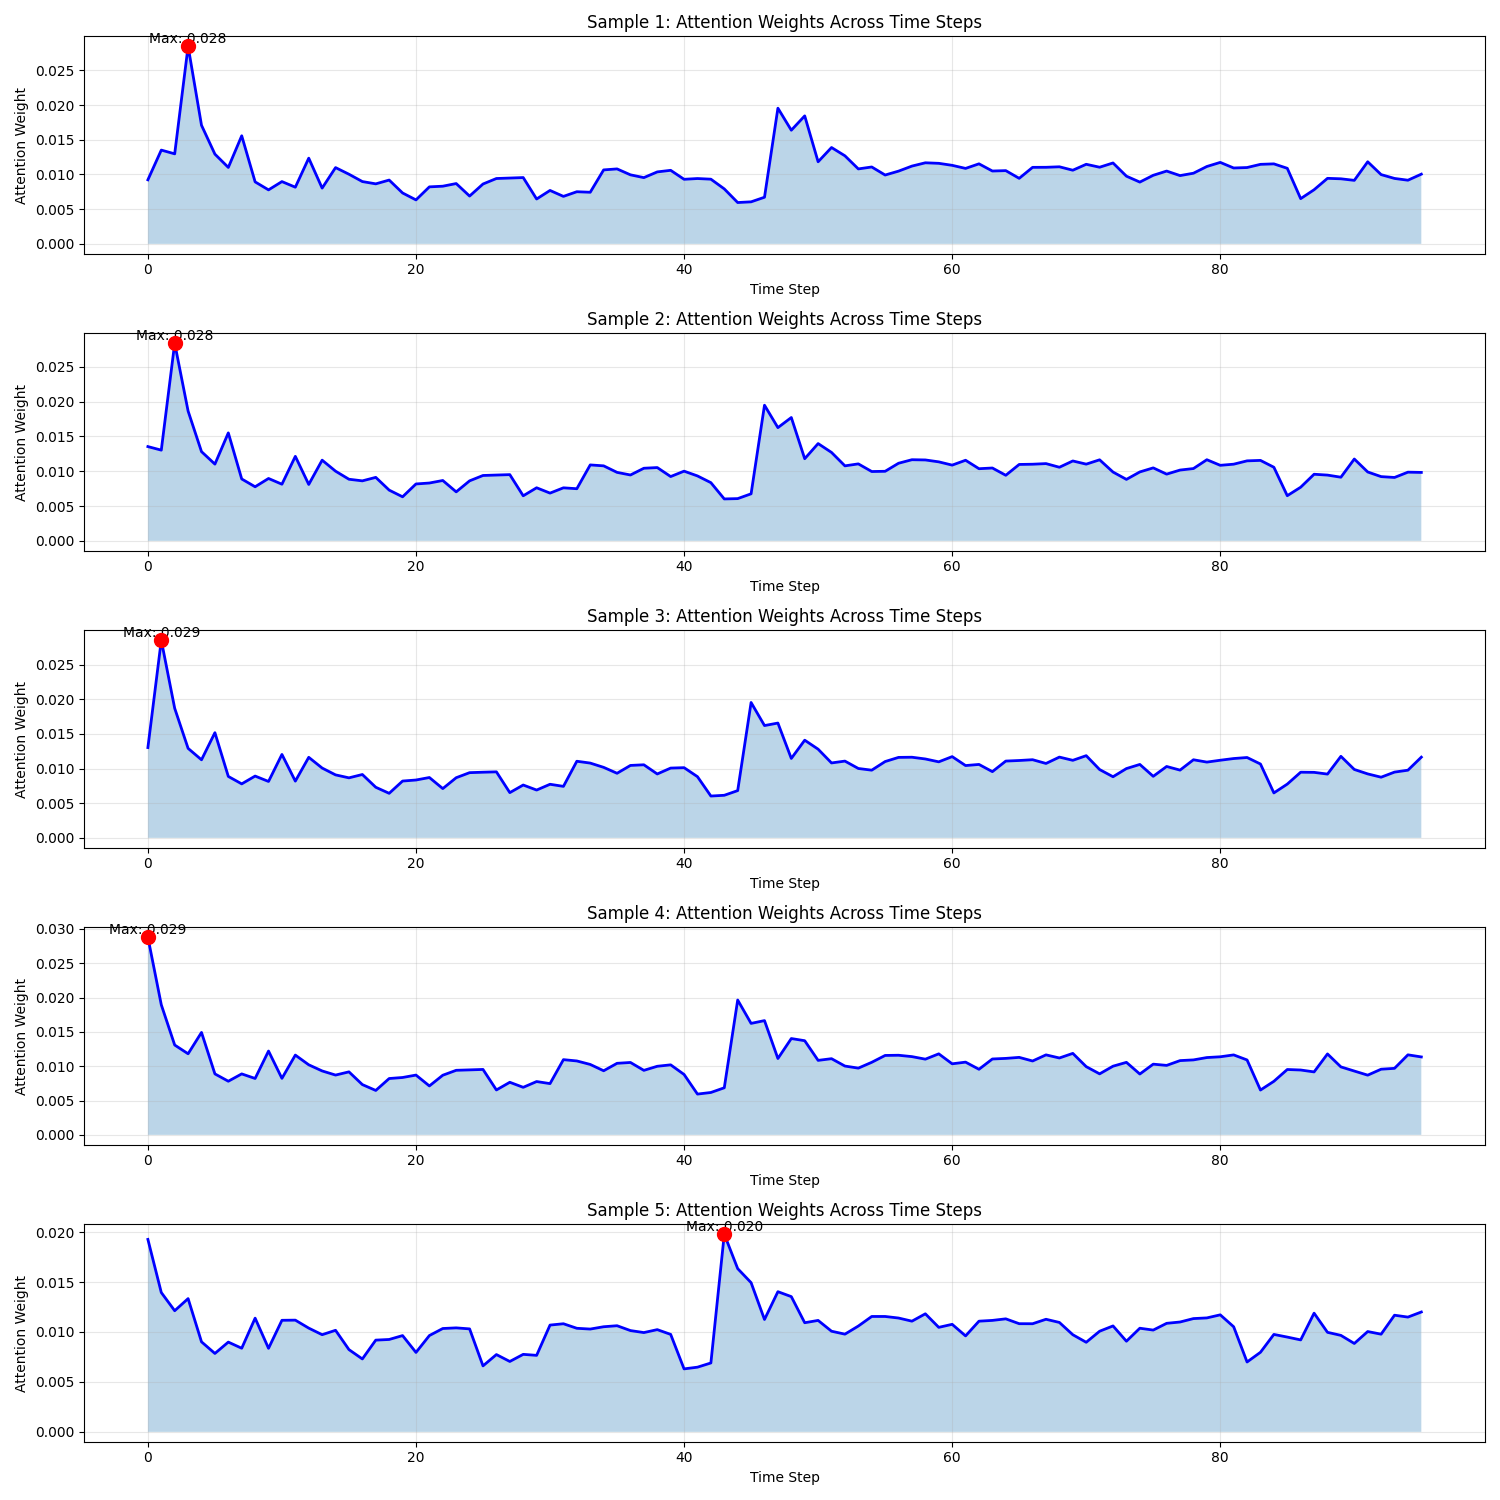 Sample 1: Attention Weights Across Time Steps
Max: 0.028
0.025
0.020
0.015
0.010
0.005
0.000
Attention Weight
0 20 40 60 80
Time Step
Sample 2: Attention Weights Across Time Steps
Max: 0.028
0.025
0.020
0.015
0.010
0.005
0.000
Attention Weight
0 20 40 60 80
Time Step
Sample 3: Attention Weights Across Time Steps
Max: 0.029
0.025
0.020
0.015
0.010
0.005
0.000
Attention Weight
0 20 40 60 80
Time Step
Sample 4: Attention Weights Across Time Steps
Max: 0.029
0.030
0.025
0.020
0.015
0.010
0.005
0.000
Attention Weight
0 20 40 60 80
Time Step
Sample 5: Attention Weights Across Time Steps
Max: 0.020
0.020
0.015
0.010
0.005
0.000
Attention Weight
0 20 40 60 80
Time Step